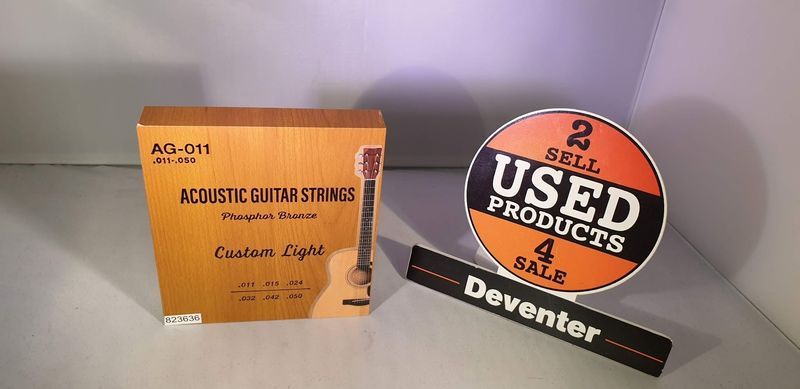 AG-011
.011-.050
ACOUSTIC GUITAR STRINGS
Phosphor Bronze
Custom Light
.011 .015 .024
.032 .042 .050
823636
2
SELL
USED
PRODUCTS
4
SALE
Deventer